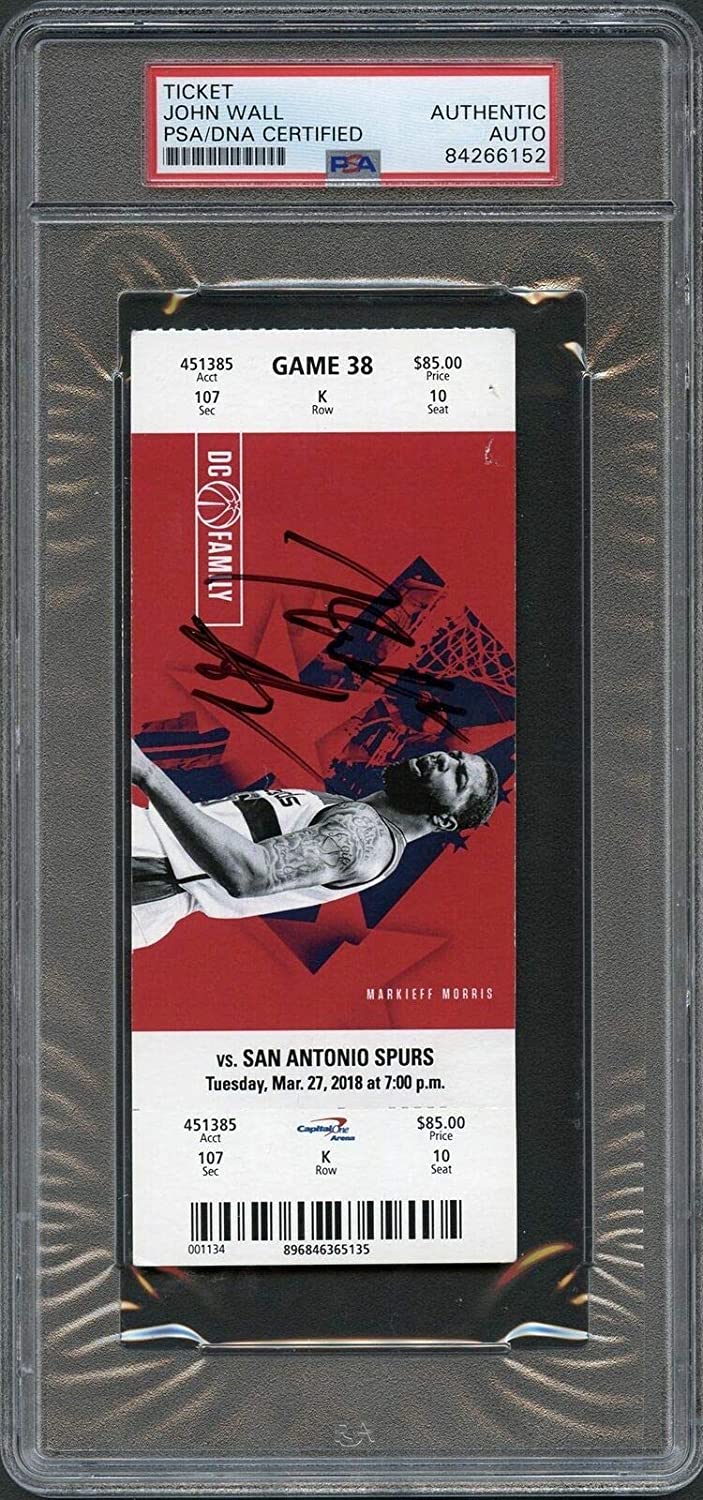 TICKET
JOHN WALL AUTHENTIC
PSA/DNA CERTIFIED AUTO
PSA 84266152
451385 GAME 38 $85.00
Acct Price
107 K 10
Sec Row Seat
DC FAMILY
MARKIEFF MORRIS
vs. SAN ANTONIO SPURS
Tuesday, Mar. 27, 2018 at 7:00 p.m.
451385 CapitalOne $85.00
Acct Arena Price
107 K 10
Sec Row Seat
001134 896846365135